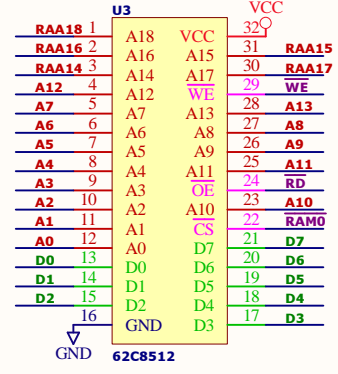 U3
VCC
RAA18 1 A18 VCC 32
RAA16 2 A16 A15 31 RAA15
RAA14 3 A14 A17 30 RAA17
A12 4 A12 WE 29 WE
A7 5 A7 A13 28 A13
A6 6 A6 A8 27 A8
A5 7 A5 A9 26 A9
A4 8 A4 A11 25 A11
A3 9 A3 OE 24 RD
A2 10 A2 A10 23 A10
A1 11 A1 CS 22 RAM0
A0 12 A0 D7 21 D7
D0 13 D0 D6 20 D6
D1 14 D1 D5 19 D5
D2 15 D2 D4 18 D4
16 GND D3 17 D3
GND
62C8512